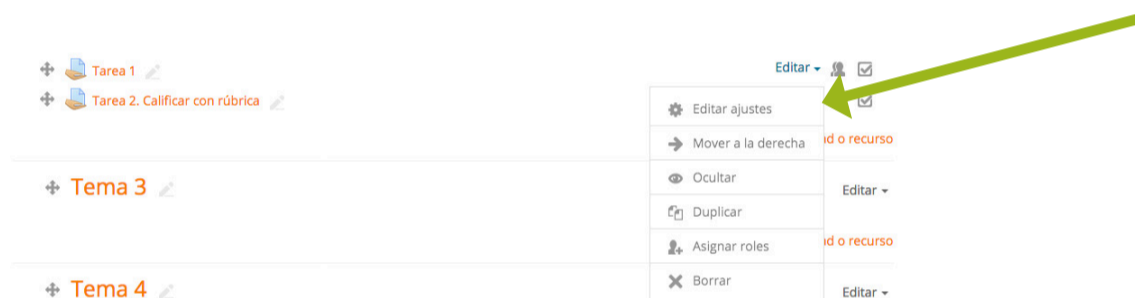 Tarea 1
Editar
Tarea 2. Calificar con rúbrica
Editar ajustes
Mover a la derecha
d o recurso
Tema 3
Ocultar
Editar
Duplicar
Asignar roles
d o recurso
Tema 4
Borrar
Editar